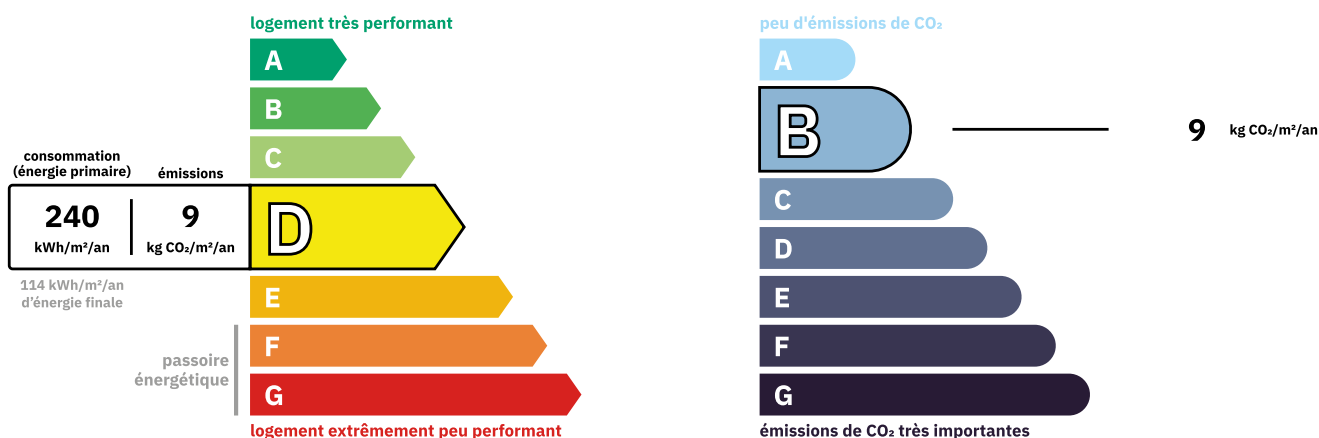 logement très performant
A
B
C
consommation
(énergie primaire)
émissions
240
kWh/m²/an
9
kg CO₂/m²/an
D
114 kWh/m²/an
d'énergie finale
E
passoire
énergétique
F
G
logement extrêmement peu performant
peu d'émissions de CO₂
A
B
9 kg CO₂/m²/an
C
D
E
F
G
émissions de CO₂ très importantes